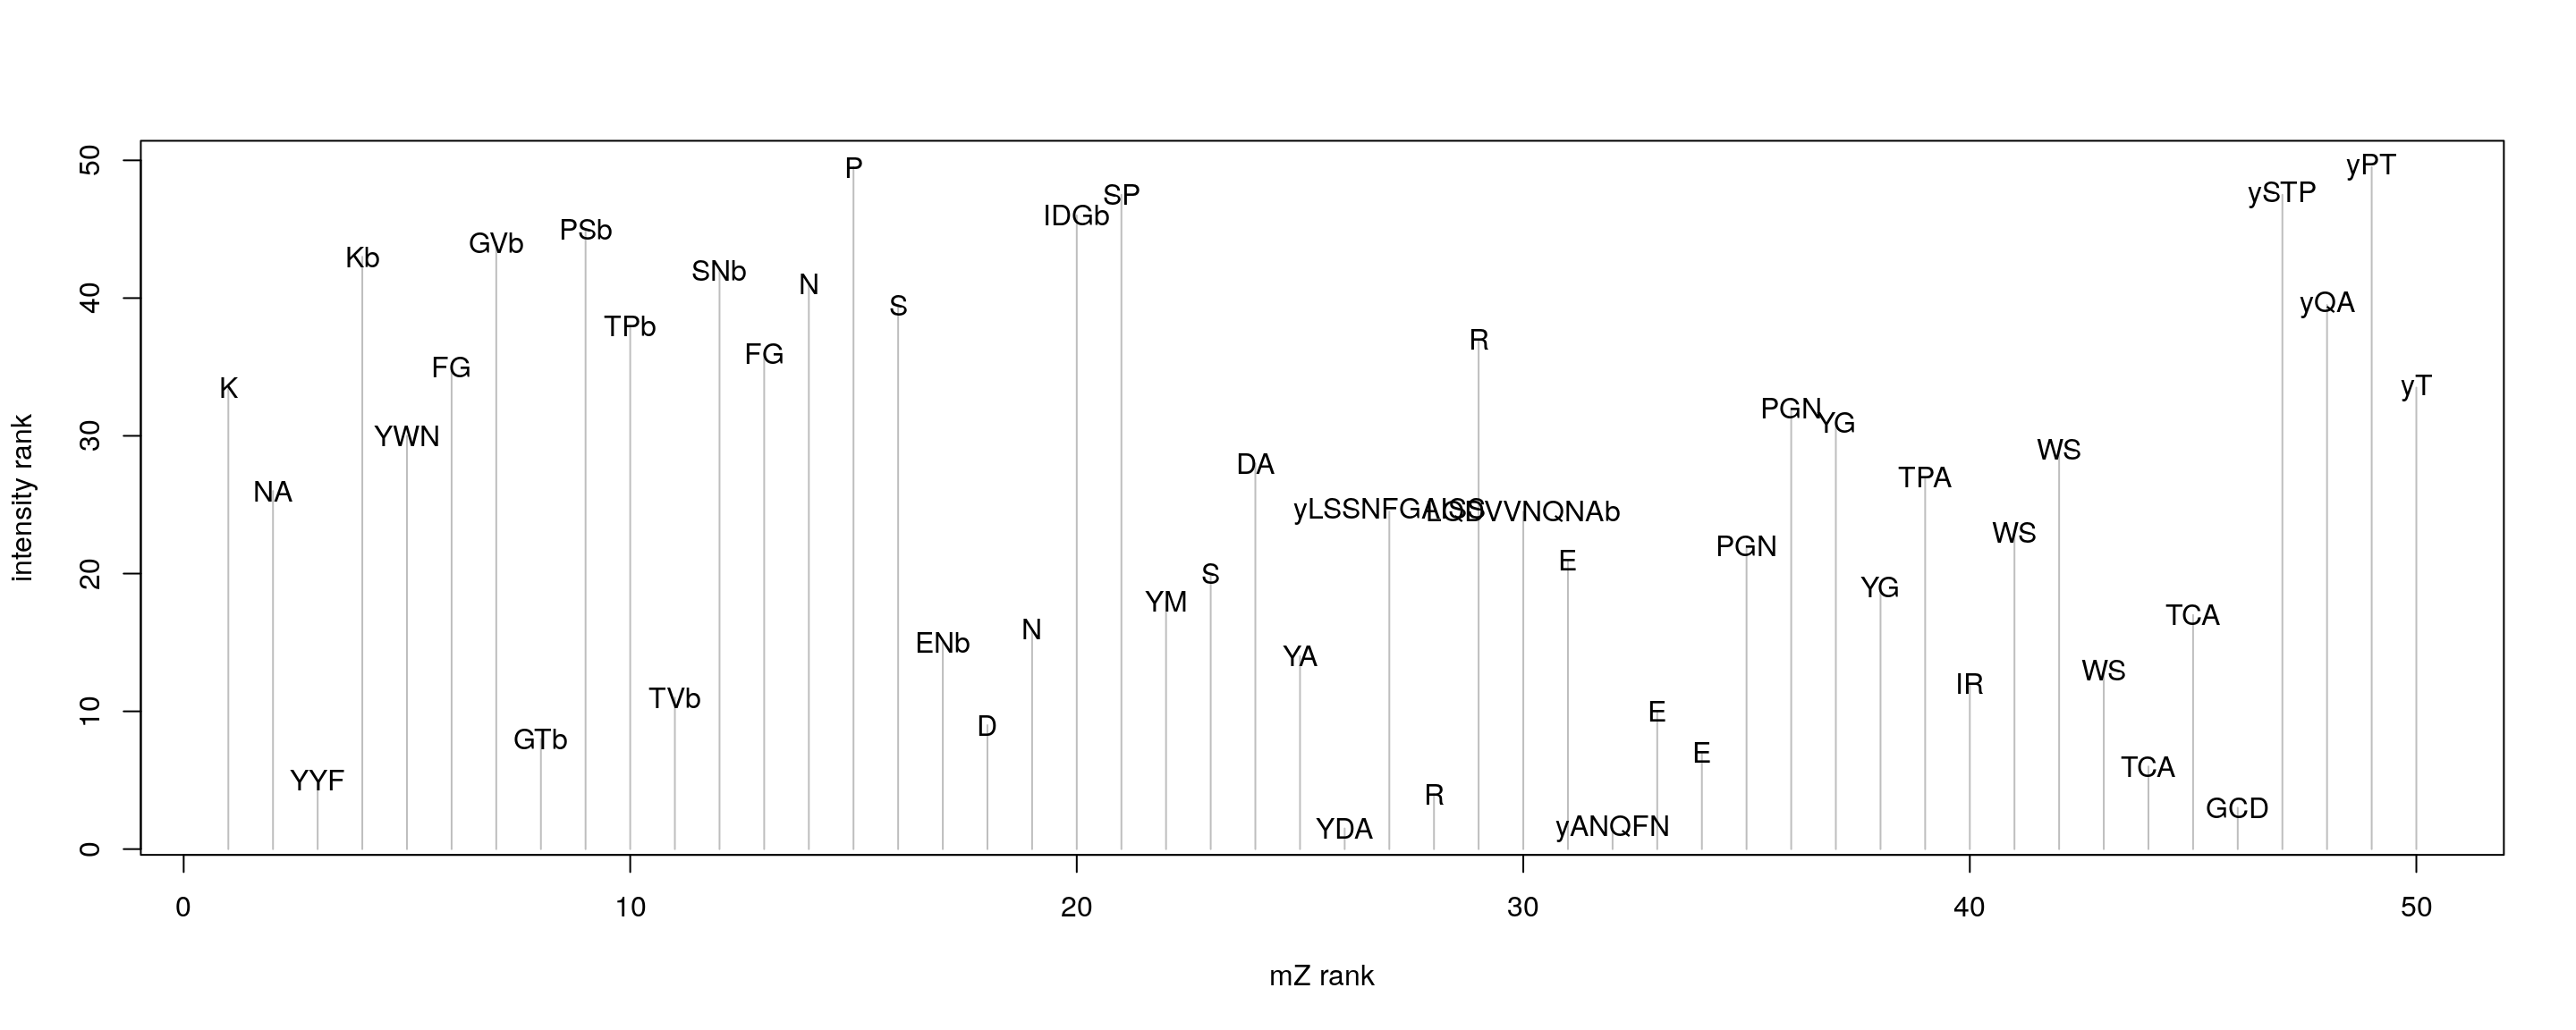 50
40
30
20
10
0
intensity rank
K
NA
YYF
Kb
YWN
FG
GVb
GTb
PSb
TPb
TVb
SNb
FG
N
P
S
ENb
D
N
IDGb
SP
YM
S
DA
YA
YDA
yLSSNFGAISS
R
R
LGDVVNQNAb
E
yANQFN
E
E
PGN
PGN
YG
YG
TPA
IR
WS
WS
WS
TCA
TCA
GCD
ySTP
yQA
yPT
yT
0
10
20
30
40
50
mZ rank